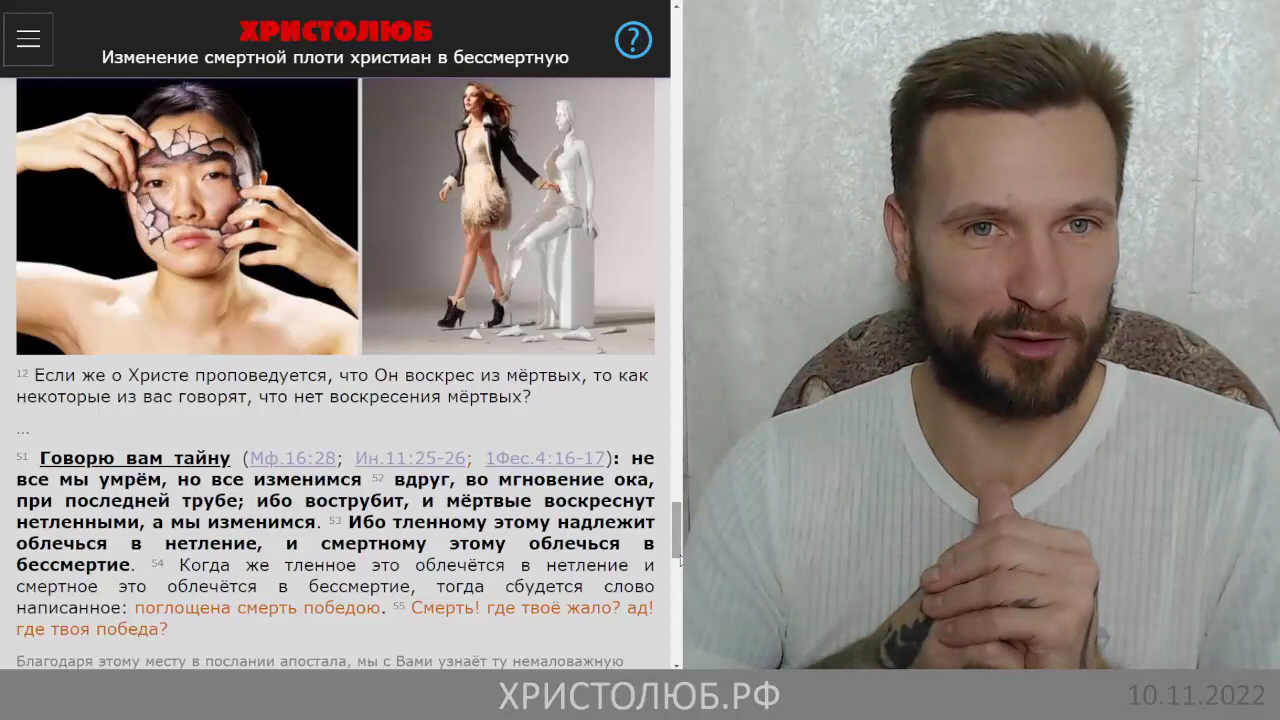 ХРИСТОЛЮБ
Изменение смертной плоти христиан в бессмертную
?
12 Если же о Христе проповедуется, что Он воскрес из мёртвых, то как
некоторые из вас говорят, что нет воскресения мёртвых?
...
51 Говорю вам тайну (Мф.16:28; Ин.11:25-26; 1Фес.4:16-17): не
все мы умрём, но все изменимся 52 вдруг, во мгновение ока,
при последней трубе; ибо вострубит, и мёртвые воскреснут
нетленными, а мы изменимся. 53 Ибо тленному этому надлежит
облечься в нетление, и смертному этому облечься в
бессмертие. 54 Когда же тленное это облечётся в нетление и
смертное это облечётся в бессмертие, тогда сбудется слово
написанное: поглощена смерть победою. 55 Смерть! где твоё жало? ад!
где твоя победа?
Благодаря этому месту в послании апостала, мы с Вами узнаёт ту немаловажную
ХРИСТОЛЮБ.РФ
10.11.2022